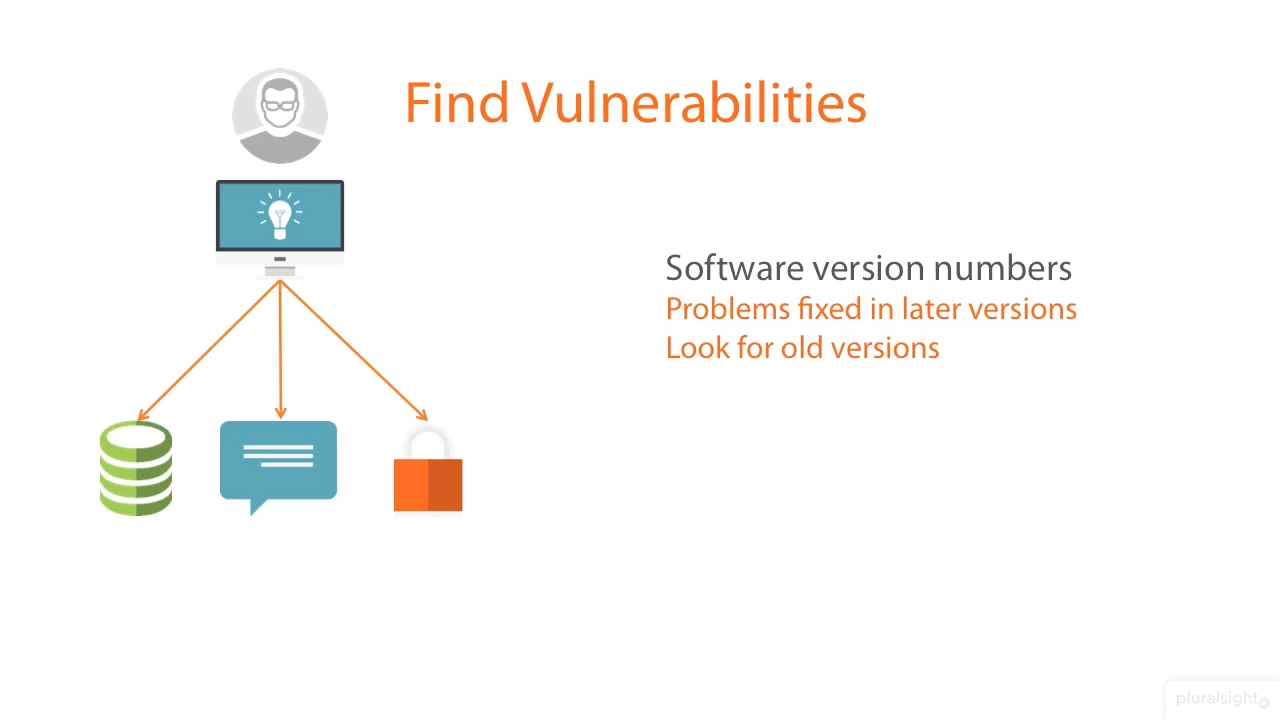 Find Vulnerabilities
Software version numbers
Problems fixed in later versions
Look for old versions
pluralsight